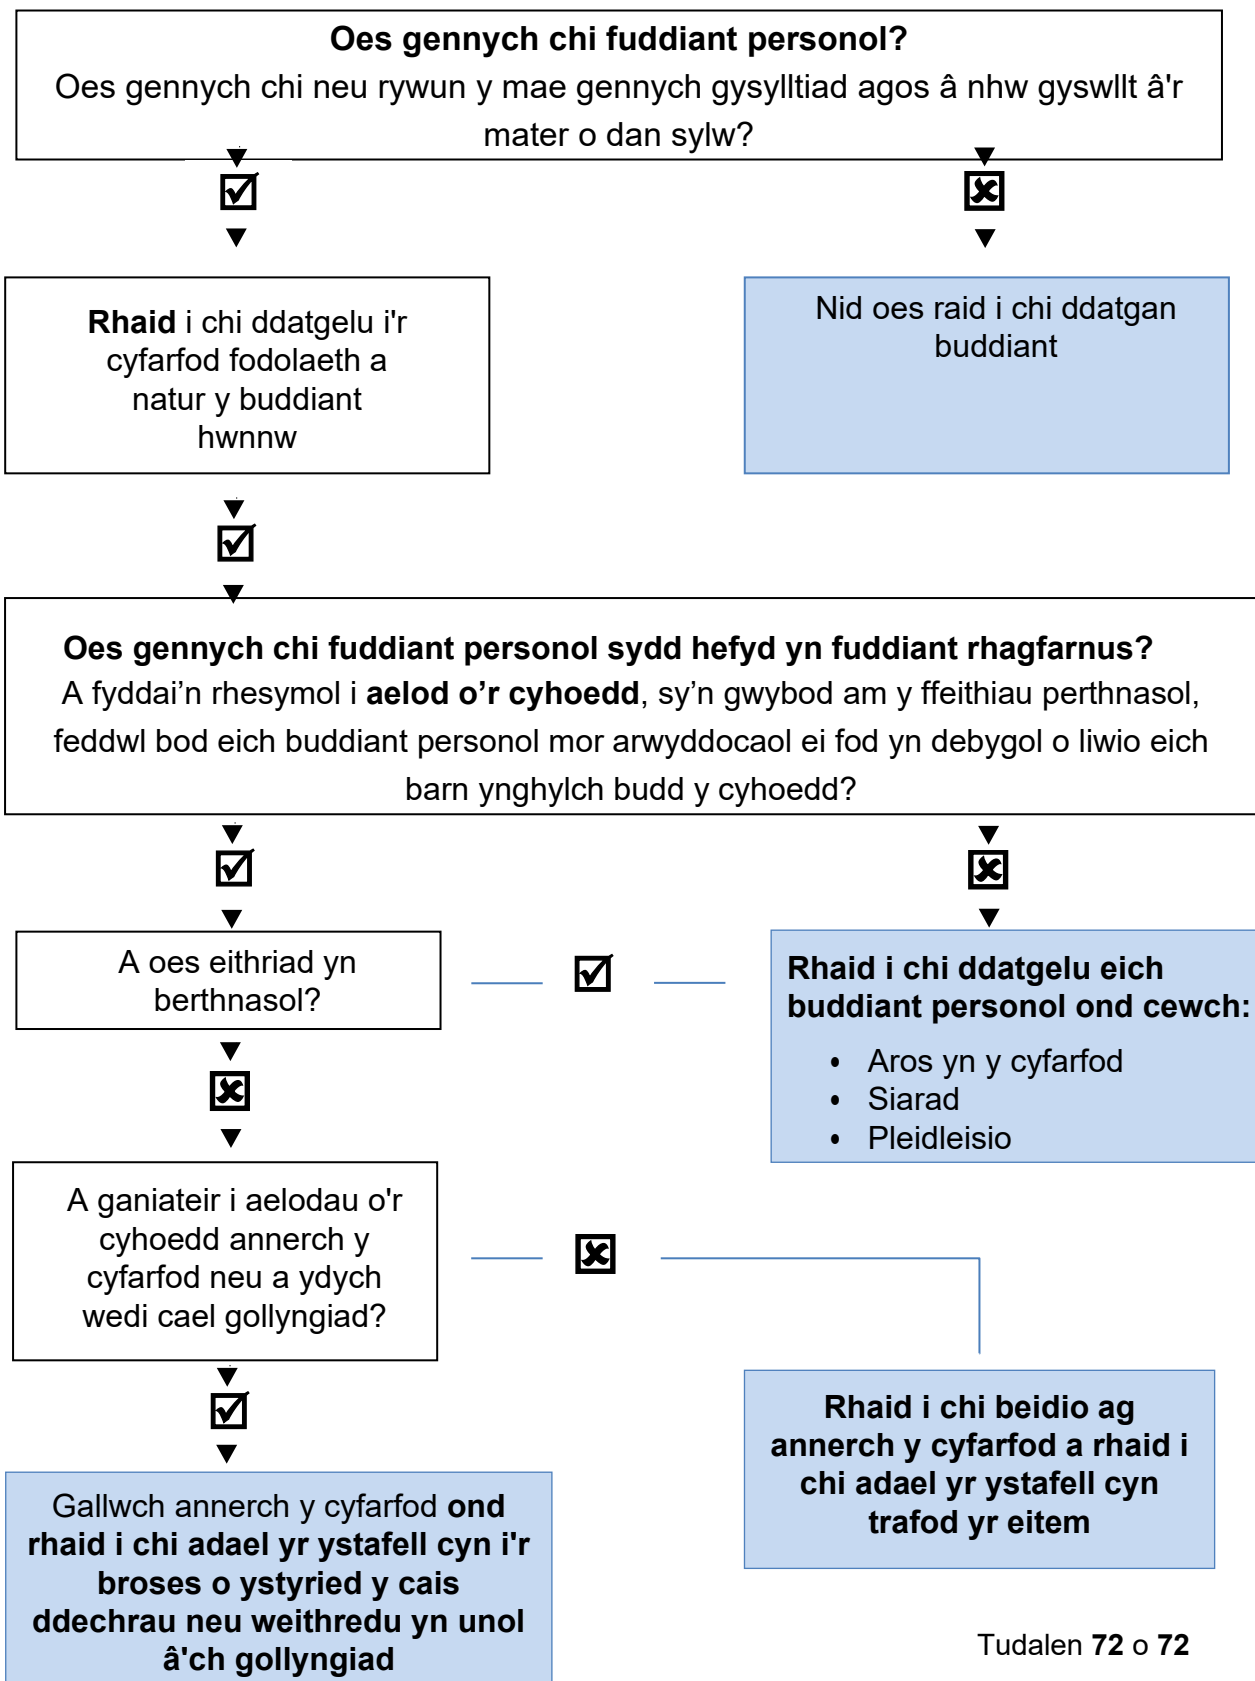 Oes gennych chi fuddiant personol?
Oes gennych chi neu rywun y mae gennych gysylltiad agos â nhw gyswllt â'r
mater o dan sylw?
Rhaid i chi ddatgelu i'r
cyfarfod fodolaeth a
natur y buddiant
hwnnw
Nid oes raid i chi ddatgan
buddiant
Oes gennych chi fuddiant personol sydd hefyd yn fuddiant rhagfarnus?
A fyddai’n rhesymol i aelod o’r cyhoedd, sy’n gwybod am y ffeithiau perthnasol,
feddwl bod eich buddiant personol mor arwyddocaol ei fod yn debygol o liwio eich
barn ynghylch budd y cyhoedd?
A oes eithriad yn
berthnasol?
Rhaid i chi ddatgelu eich
buddiant personol ond cewch:
• Aros yn y cyfarfod
• Siarad
• Pleidleisio
A ganiateir i aelodau o'r
cyhoedd annerch y
cyfarfod neu a ydych
wedi cael gollyngiad?
Rhaid i chi beidio ag
annerch y cyfarfod a rhaid i
chi adael yr ystafell cyn
trafod yr eitem
Gallwch annerch y cyfarfod ond
rhaid i chi adael yr ystafell cyn i'r
broses o ystyried y cais
ddechrau neu weithredu yn unol
â'ch gollyngiad
Tudalen 72 o 72